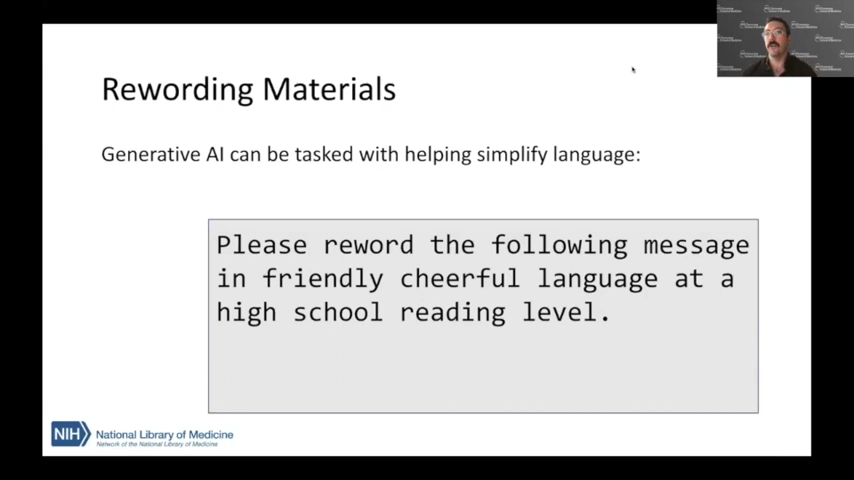 Rewording Materials
Generative AI can be tasked with helping simplify language:
Please reword the following message
in friendly cheerful language at a
high school reading level.
NIH
National Library of Medicine
Network of the National Library of Medicine